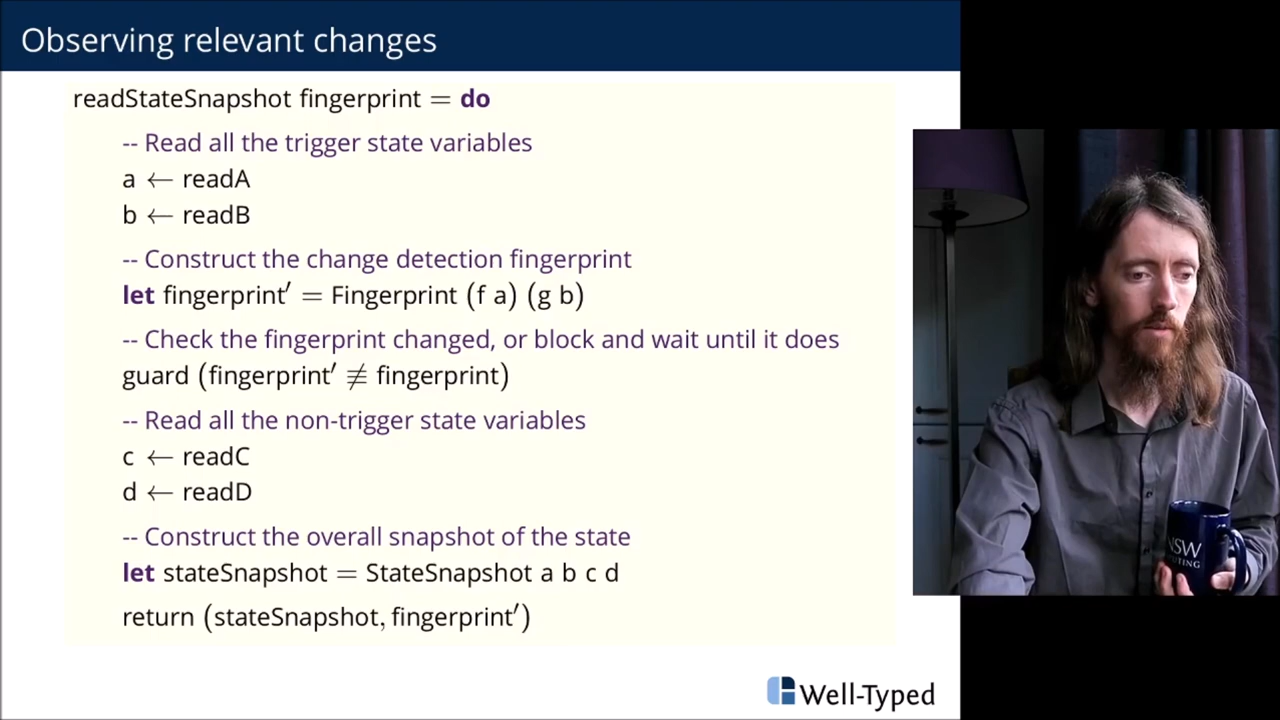 Observing relevant changes
readStateSnapshot fingerprint = do
-- Read all the trigger state variables
a ← readA
b ← readB
-- Construct the change detection fingerprint
let fingerprint′ = Fingerprint (f a) (g b)
-- Check the fingerprint changed, or block and wait until it does
guard (fingerprint′ ≢ fingerprint)
-- Read all the non-trigger state variables
c ← readC
d ← readD
-- Construct the overall snapshot of the state
let stateSnapshot = StateSnapshot a b c d
return (stateSnapshot, fingerprint′)
Well-Typed
NSW